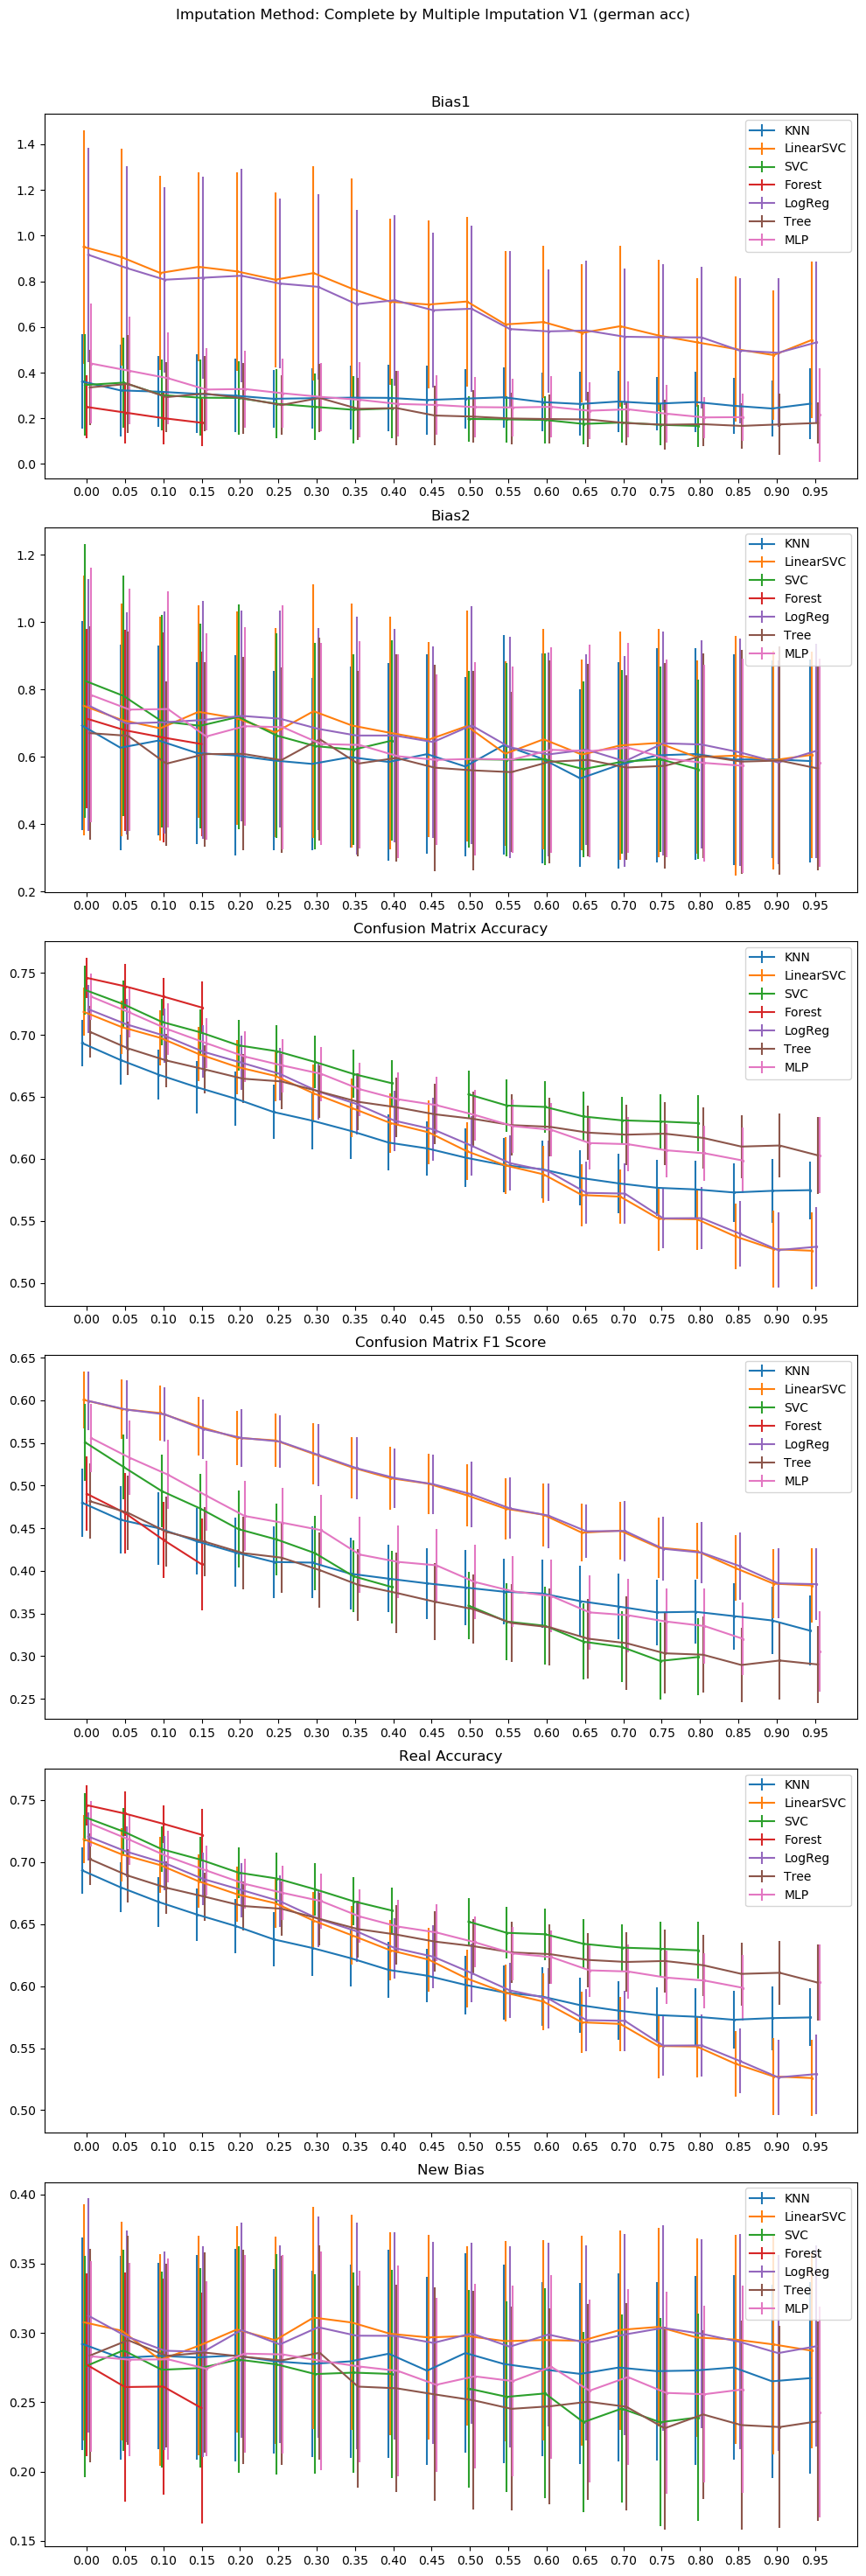 Imputation Method: Complete by Multiple Imputation V1 (german acc)
Bias1
1.4
1.2
1.0
0.8
0.6
0.4
0.2
0.0
KNN
LinearSVC
SVC
Forest
LogReg
Tree
MLP
0.00 0.05 0.10 0.15 0.20 0.25 0.30 0.35 0.40 0.45 0.50 0.55 0.60 0.65 0.70 0.75 0.80 0.85 0.90 0.95
Bias2
1.2
1.0
0.8
0.6
0.4
0.2
KNN
LinearSVC
SVC
Forest
LogReg
Tree
MLP
0.00 0.05 0.10 0.15 0.20 0.25 0.30 0.35 0.40 0.45 0.50 0.55 0.60 0.65 0.70 0.75 0.80 0.85 0.90 0.95
Confusion Matrix Accuracy
0.75
0.70
0.65
0.60
0.55
0.50
KNN
LinearSVC
SVC
Forest
LogReg
Tree
MLP
0.00 0.05 0.10 0.15 0.20 0.25 0.30 0.35 0.40 0.45 0.50 0.55 0.60 0.65 0.70 0.75 0.80 0.85 0.90 0.95
Confusion Matrix F1 Score
0.65
0.60
0.55
0.50
0.45
0.40
0.35
0.30
0.25
KNN
LinearSVC
SVC
Forest
LogReg
Tree
MLP
0.00 0.05 0.10 0.15 0.20 0.25 0.30 0.35 0.40 0.45 0.50 0.55 0.60 0.65 0.70 0.75 0.80 0.85 0.90 0.95
Real Accuracy
0.75
0.70
0.65
0.60
0.55
0.50
KNN
LinearSVC
SVC
Forest
LogReg
Tree
MLP
0.00 0.05 0.10 0.15 0.20 0.25 0.30 0.35 0.40 0.45 0.50 0.55 0.60 0.65 0.70 0.75 0.80 0.85 0.90 0.95
New Bias
0.40
0.35
0.30
0.25
0.20
0.15
KNN
LinearSVC
SVC
Forest
LogReg
Tree
MLP
0.00 0.05 0.10 0.15 0.20 0.25 0.30 0.35 0.40 0.45 0.50 0.55 0.60 0.65 0.70 0.75 0.80 0.85 0.90 0.95